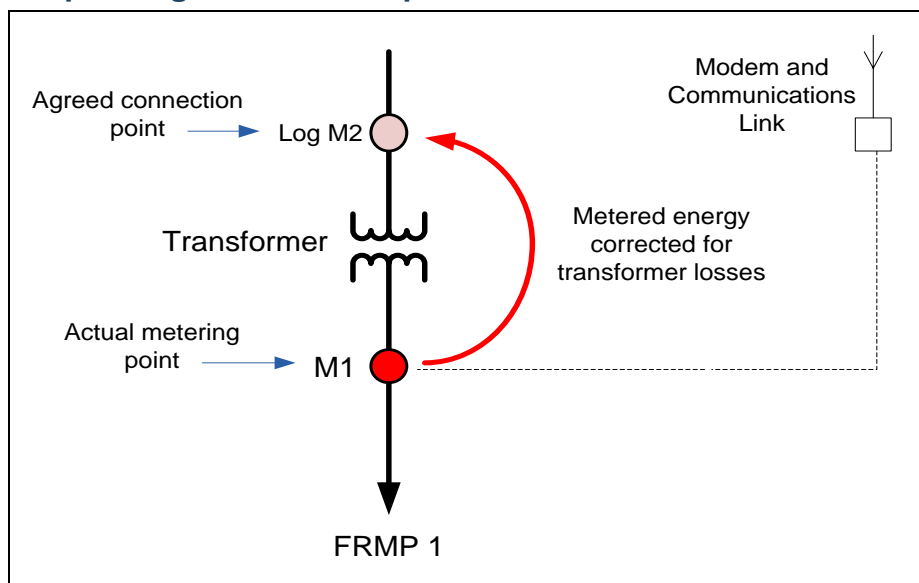 Agreed connection
point
Log M2
Modem and
Communications
Link
Transformer
Metered energy
corrected for
transformer losses
Actual metering
point
M1
FRMP 1